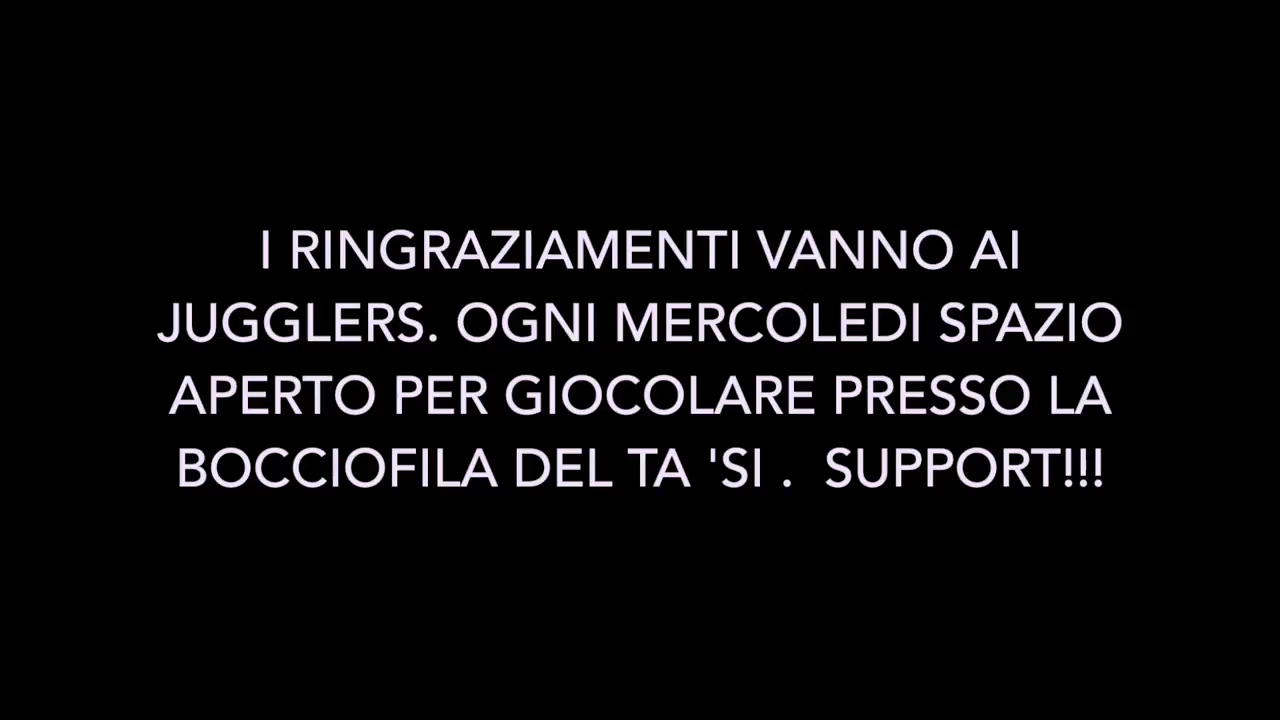 I RINGRAZIAMENTI VANNO AI
JUGGLERS. OGNI MERCOLEDI SPAZIO
APERTO PER GIOCOLARE PRESSO LA
BOCCIOFILA DEL TA 'SI .  SUPPORT!!!